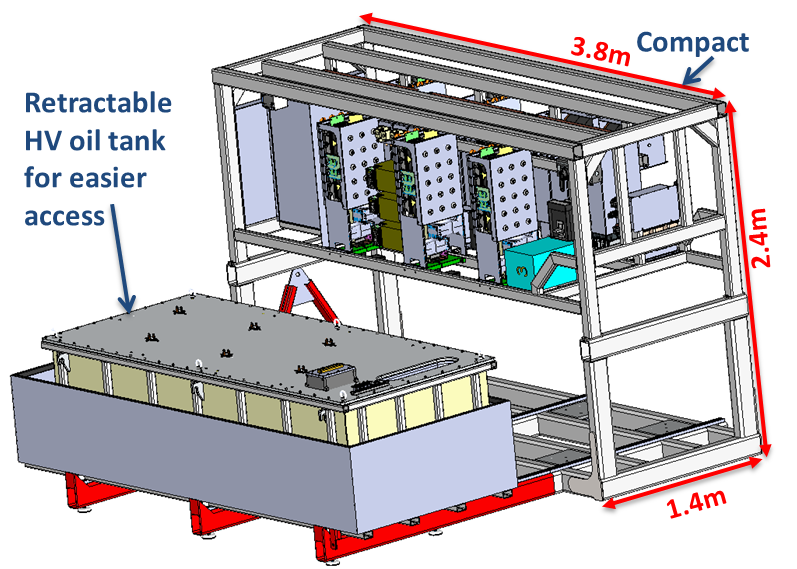 3.8m
Compact
Retractable
HV oil tank
for easier
access
2.4m
1.4m